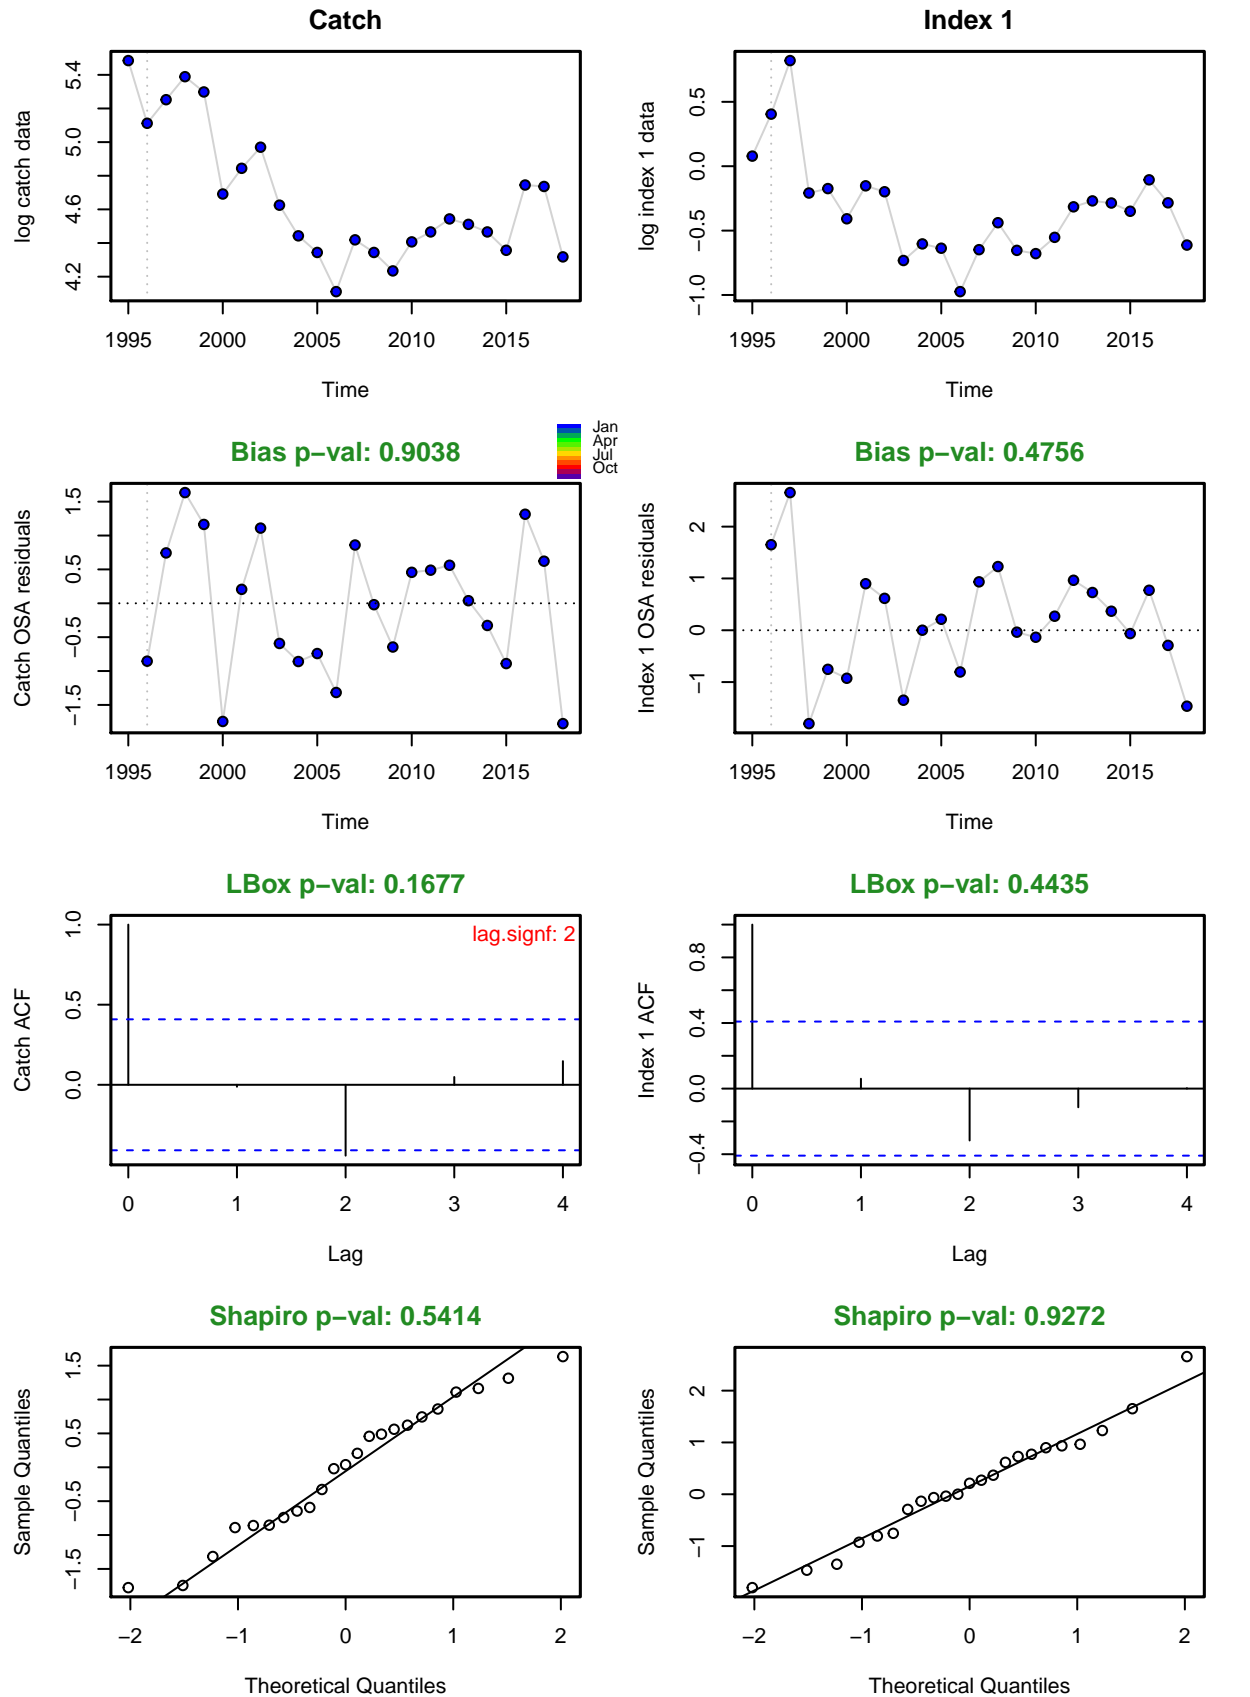 Catch
log catch data
4.2 4.6 5.0 5.4
1995 2000 2005 2010 2015
Time
Index 1
log index 1 data
−1.0 −0.5 0.0 0.5
1995 2000 2005 2010 2015
Time
Bias p−val: 0.9038
Jan
Apr
Jul
Oct
Catch OSA residuals
−1.5 −0.5 0.5 1.5
1995 2000 2005 2010 2015
Time
Bias p−val: 0.4756
Index 1 OSA residuals
−1 0 1 2
1995 2000 2005 2010 2015
Time
LBox p−val: 0.1677
lag.signf: 2
Catch ACF
0.0 0.5 1.0
0 1 2 3 4
Lag
LBox p−val: 0.4435
Index 1 ACF
−0.4 0.0 0.4 0.8
0 1 2 3 4
Lag
Shapiro p−val: 0.5414
Sample Quantiles
−1.5 −0.5 0.5 1.5
−2 −1 0 1 2
Theoretical Quantiles
Shapiro p−val: 0.9272
Sample Quantiles
−1 0 1 2
−2 −1 0 1 2
Theoretical Quantiles